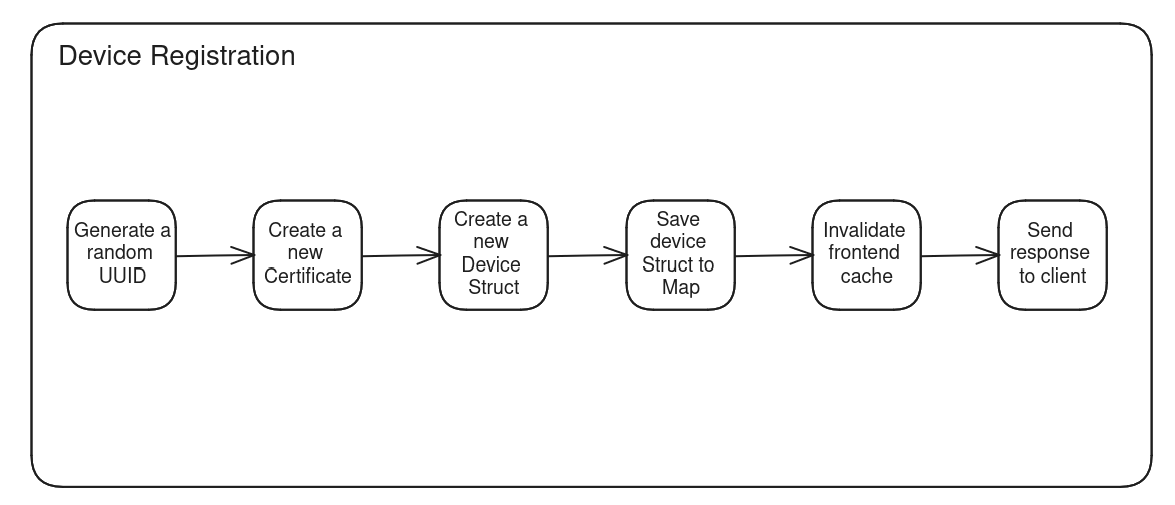 Device Registration
Generate a
random
UUID
Create a
new
Certificate
Create a
new
Device
Struct
Save
device
Struct to
Map
Invalidate
frontend
cache
Send
response
to client